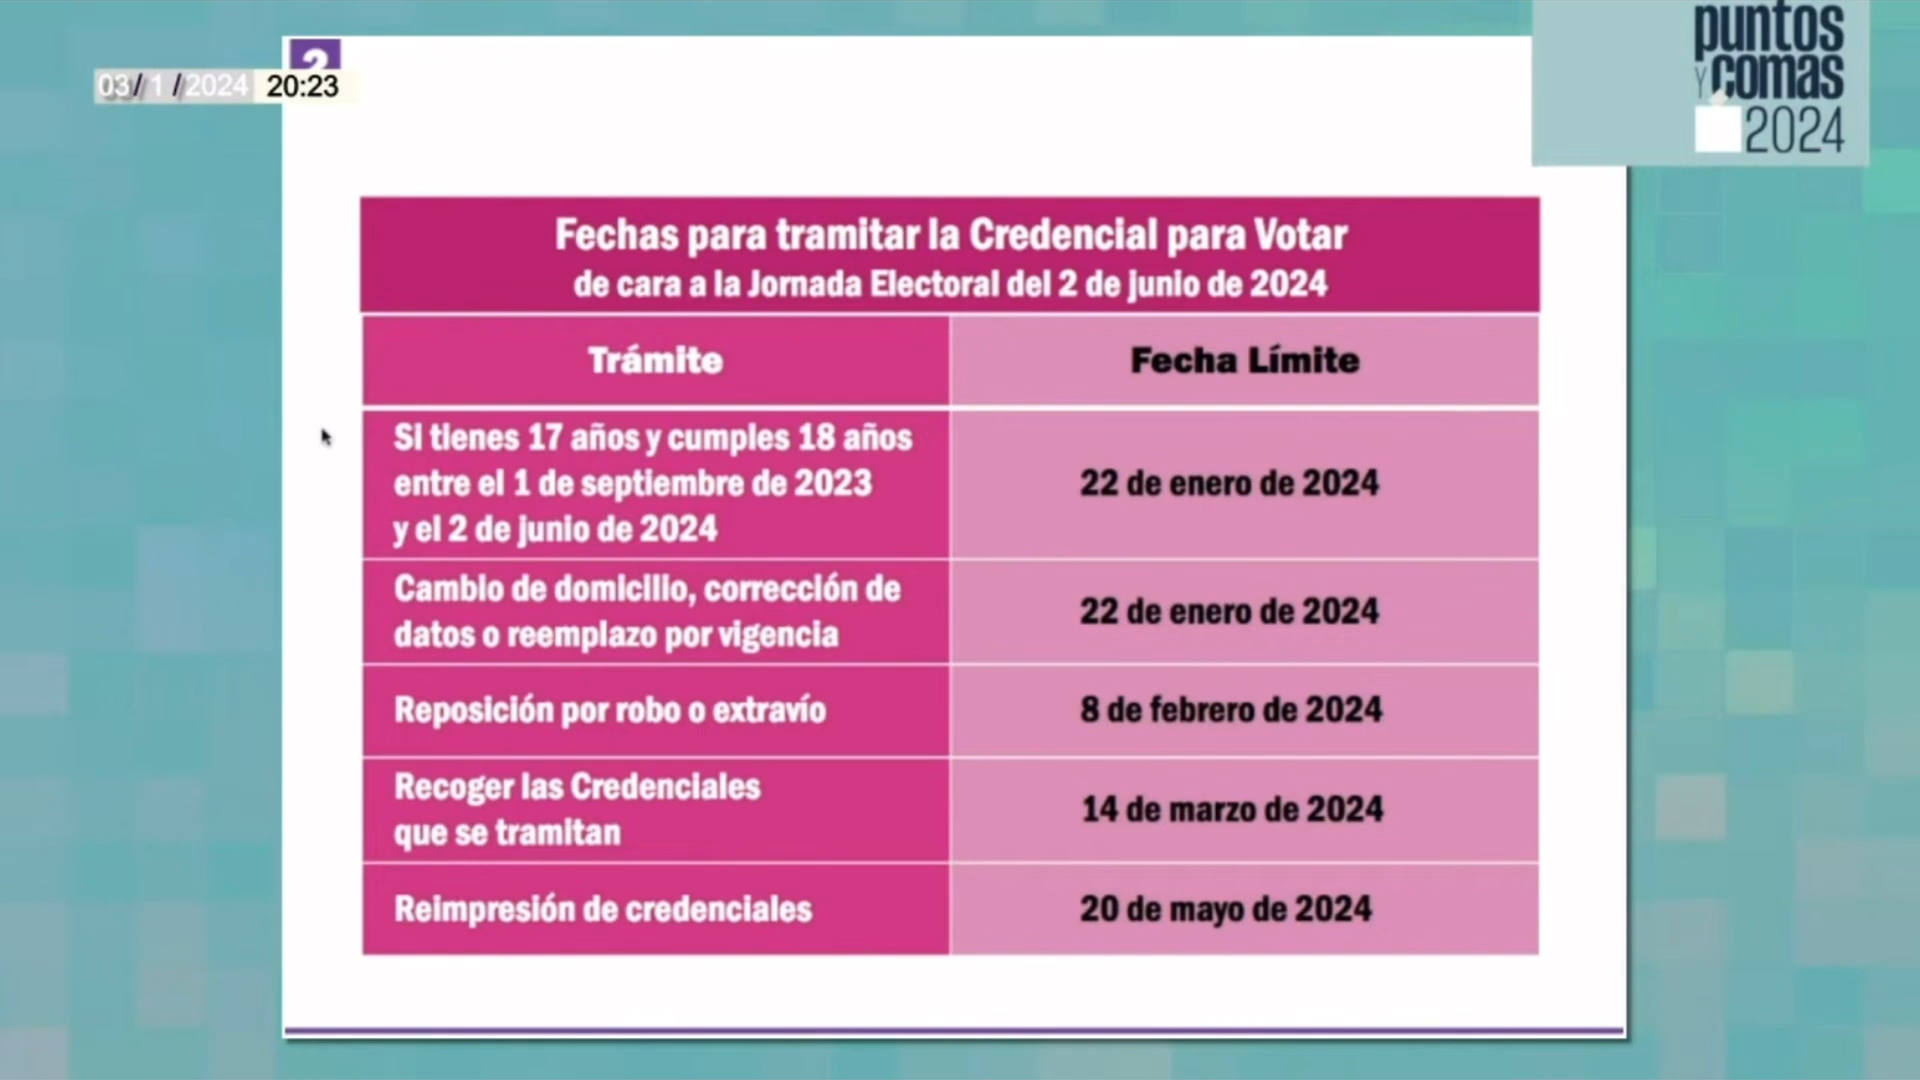 2
03/ 1 /2024 20:23
puntos
Y comas
2024
Fechas para tramitar la Credencial para Votar
de cara a la Jornada Electoral del 2 de junio de 2024
Trámite
Fecha Límite
Si tienes 17 años y cumples 18 años
entre el 1 de septiembre de 2023
y el 2 de junio de 2024
22 de enero de 2024
Cambio de domicilio, corrección de
datos o reemplazo por vigencia
22 de enero de 2024
Reposición por robo o extravío
8 de febrero de 2024
Recoger las Credenciales
que se tramitan
14 de marzo de 2024
Reimpresión de credenciales
20 de mayo de 2024